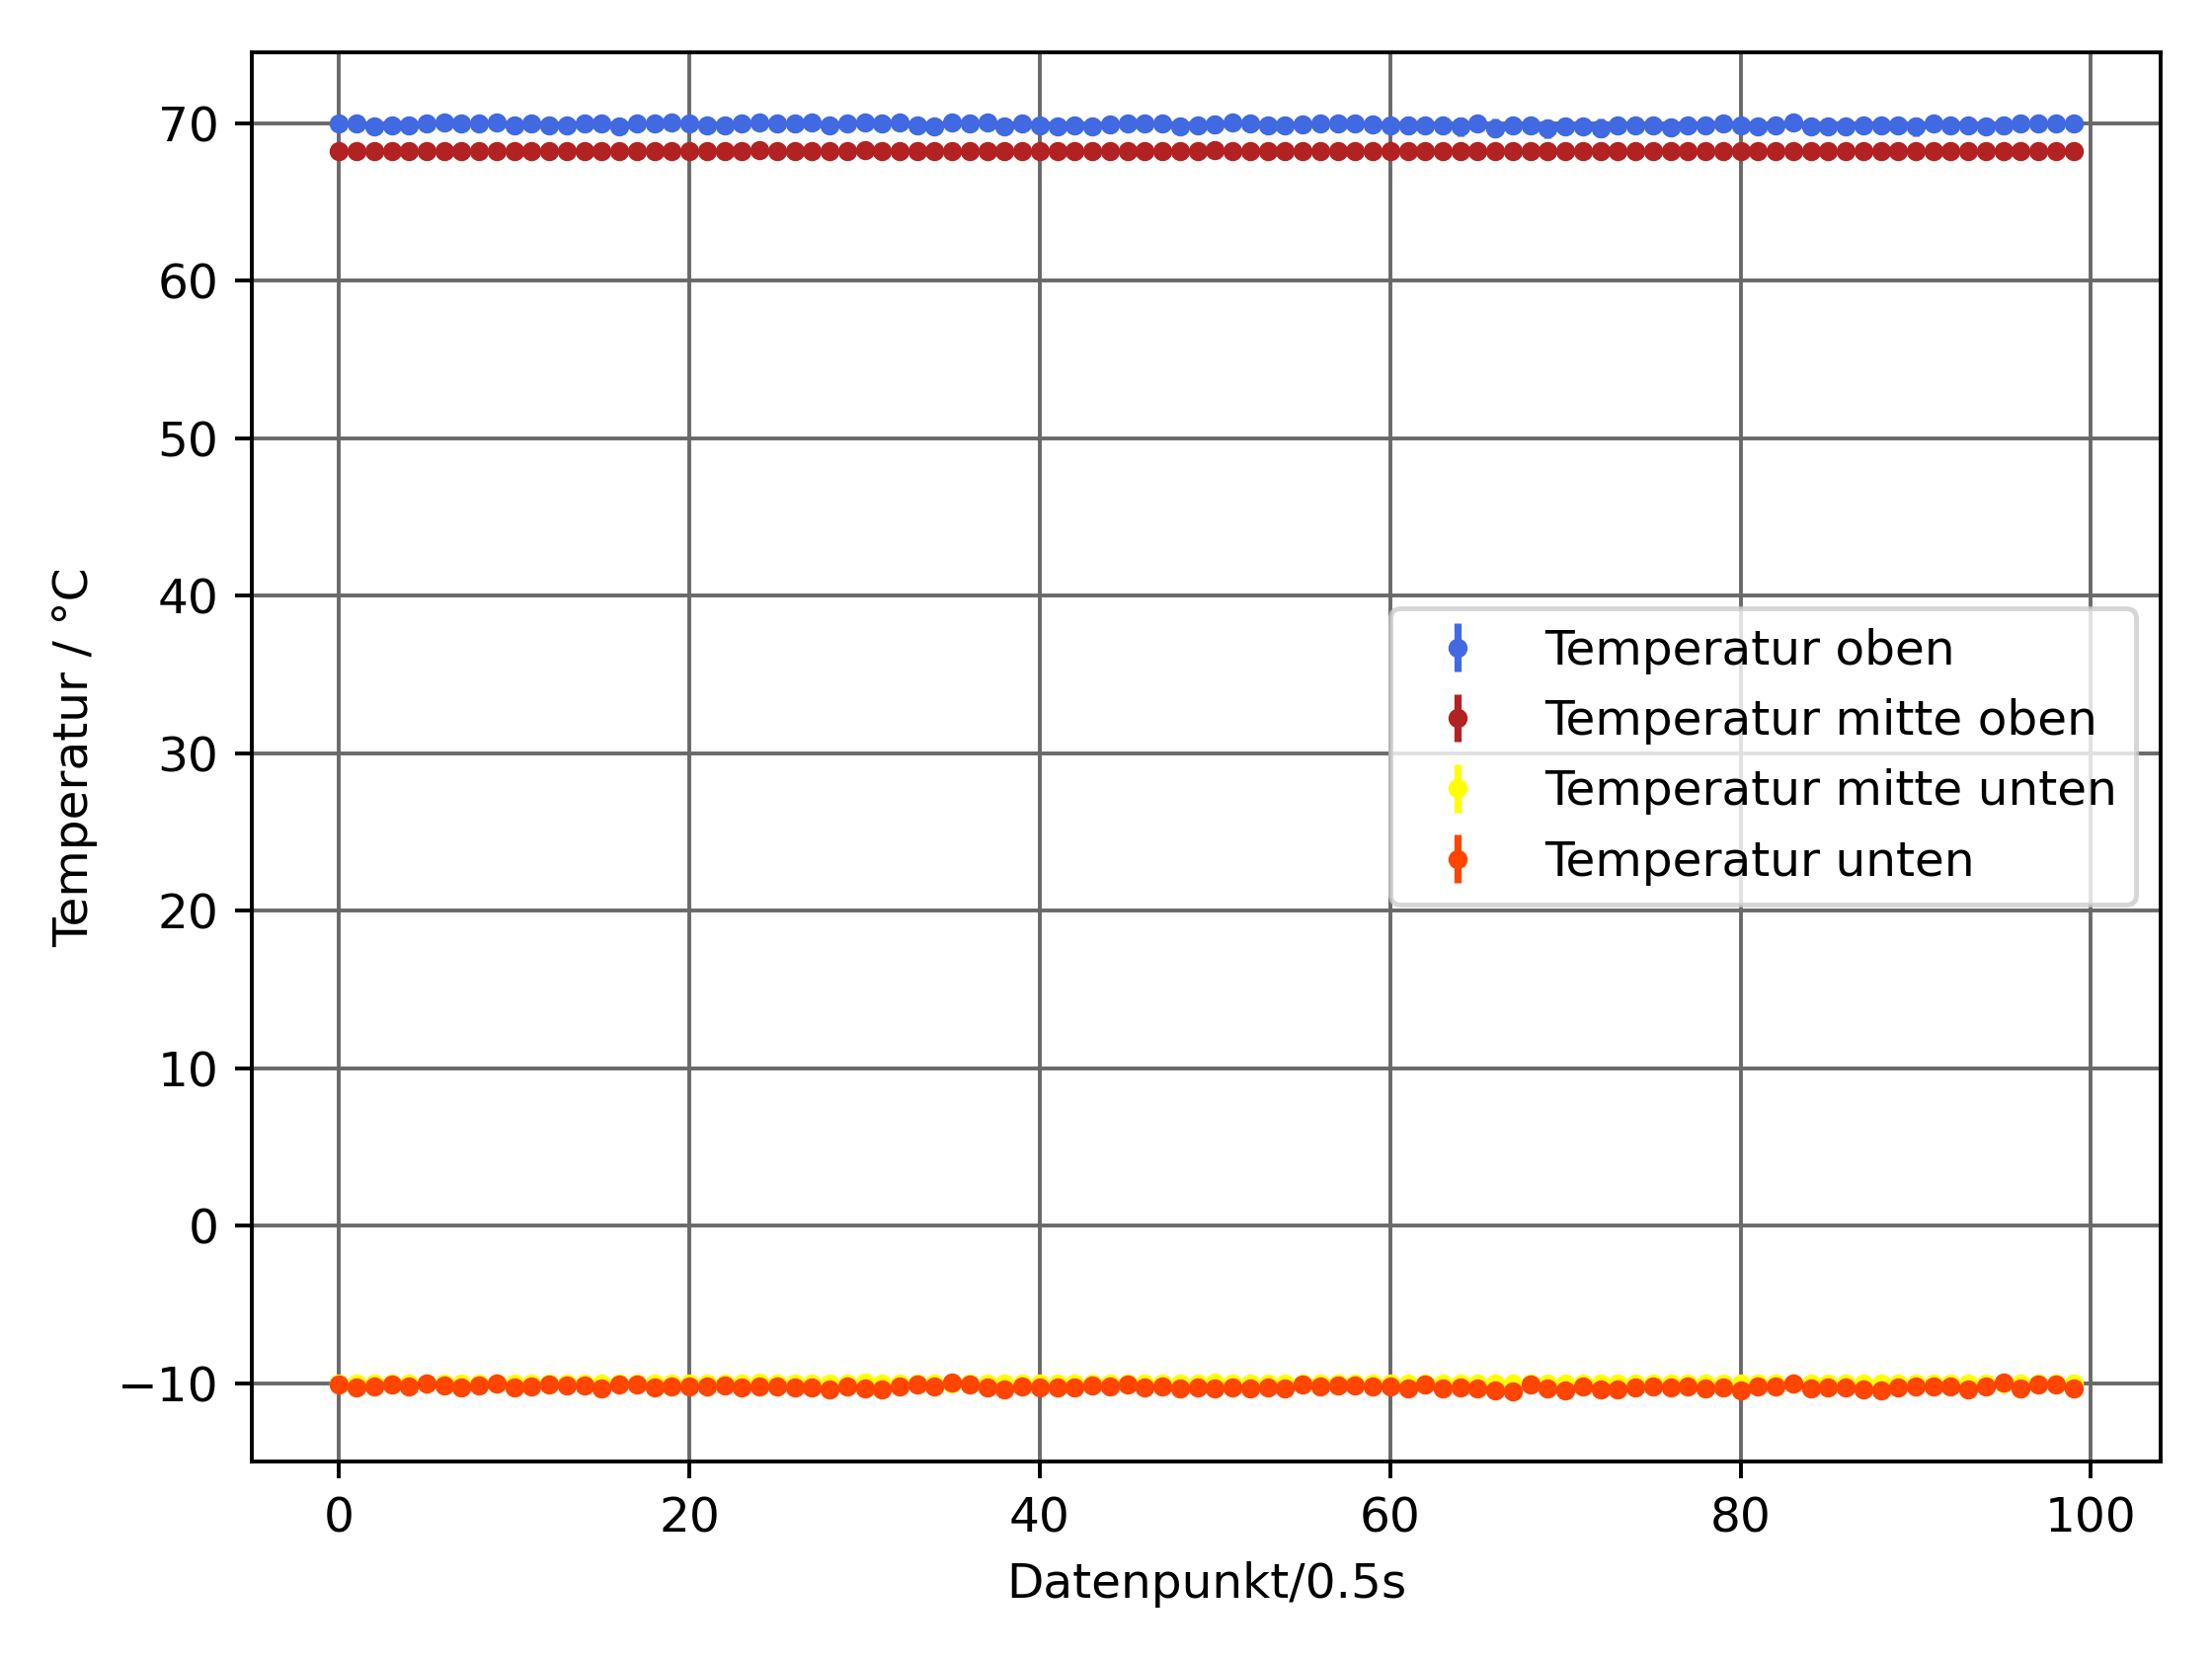 70
60
50
40
30
20
10
0
−10
Temperatur / °C
Temperatur oben
Temperatur mitte oben
Temperatur mitte unten
Temperatur unten
0 20 40 60 80 100
Datenpunkt/0.5s